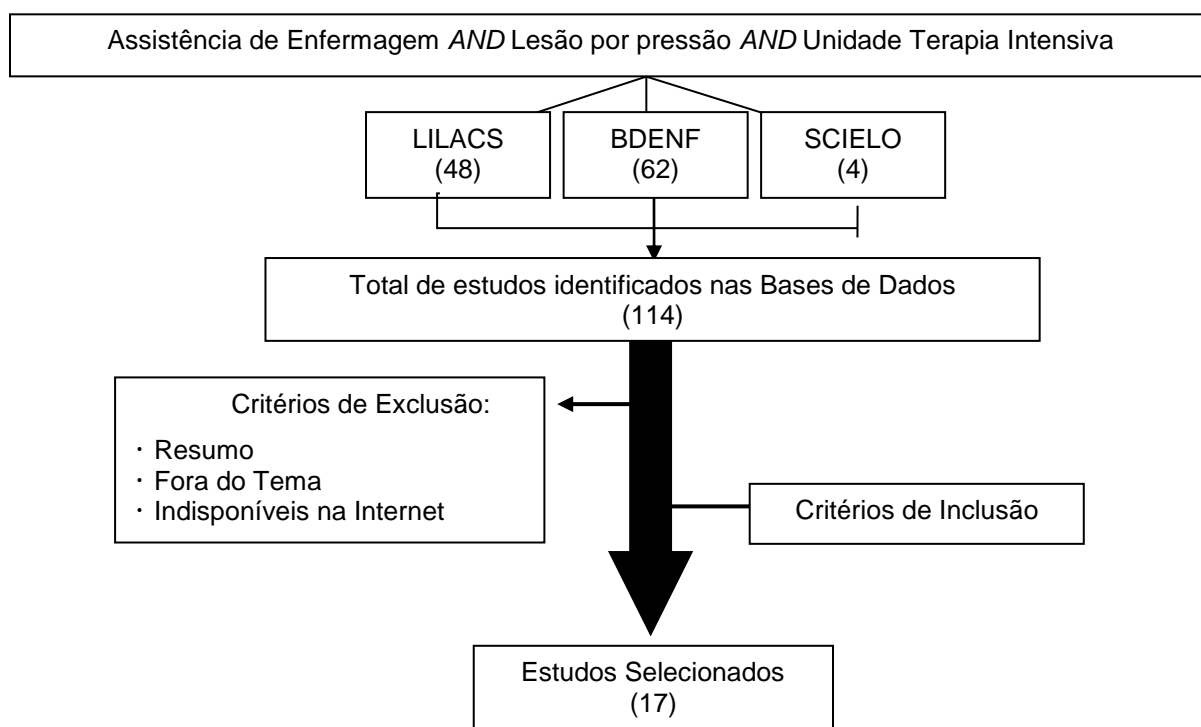 Assistência de Enfermagem AND Lesão por pressão AND Unidade Terapia Intensiva
LILACS
(48)
BDENF
(62)
SCIELO
(4)
Total de estudos identificados nas Bases de Dados
(114)
Critérios de Exclusão:
· Resumo
· Fora do Tema
· Indisponíveis na Internet
Critérios de Inclusão
Estudos Selecionados
(17)